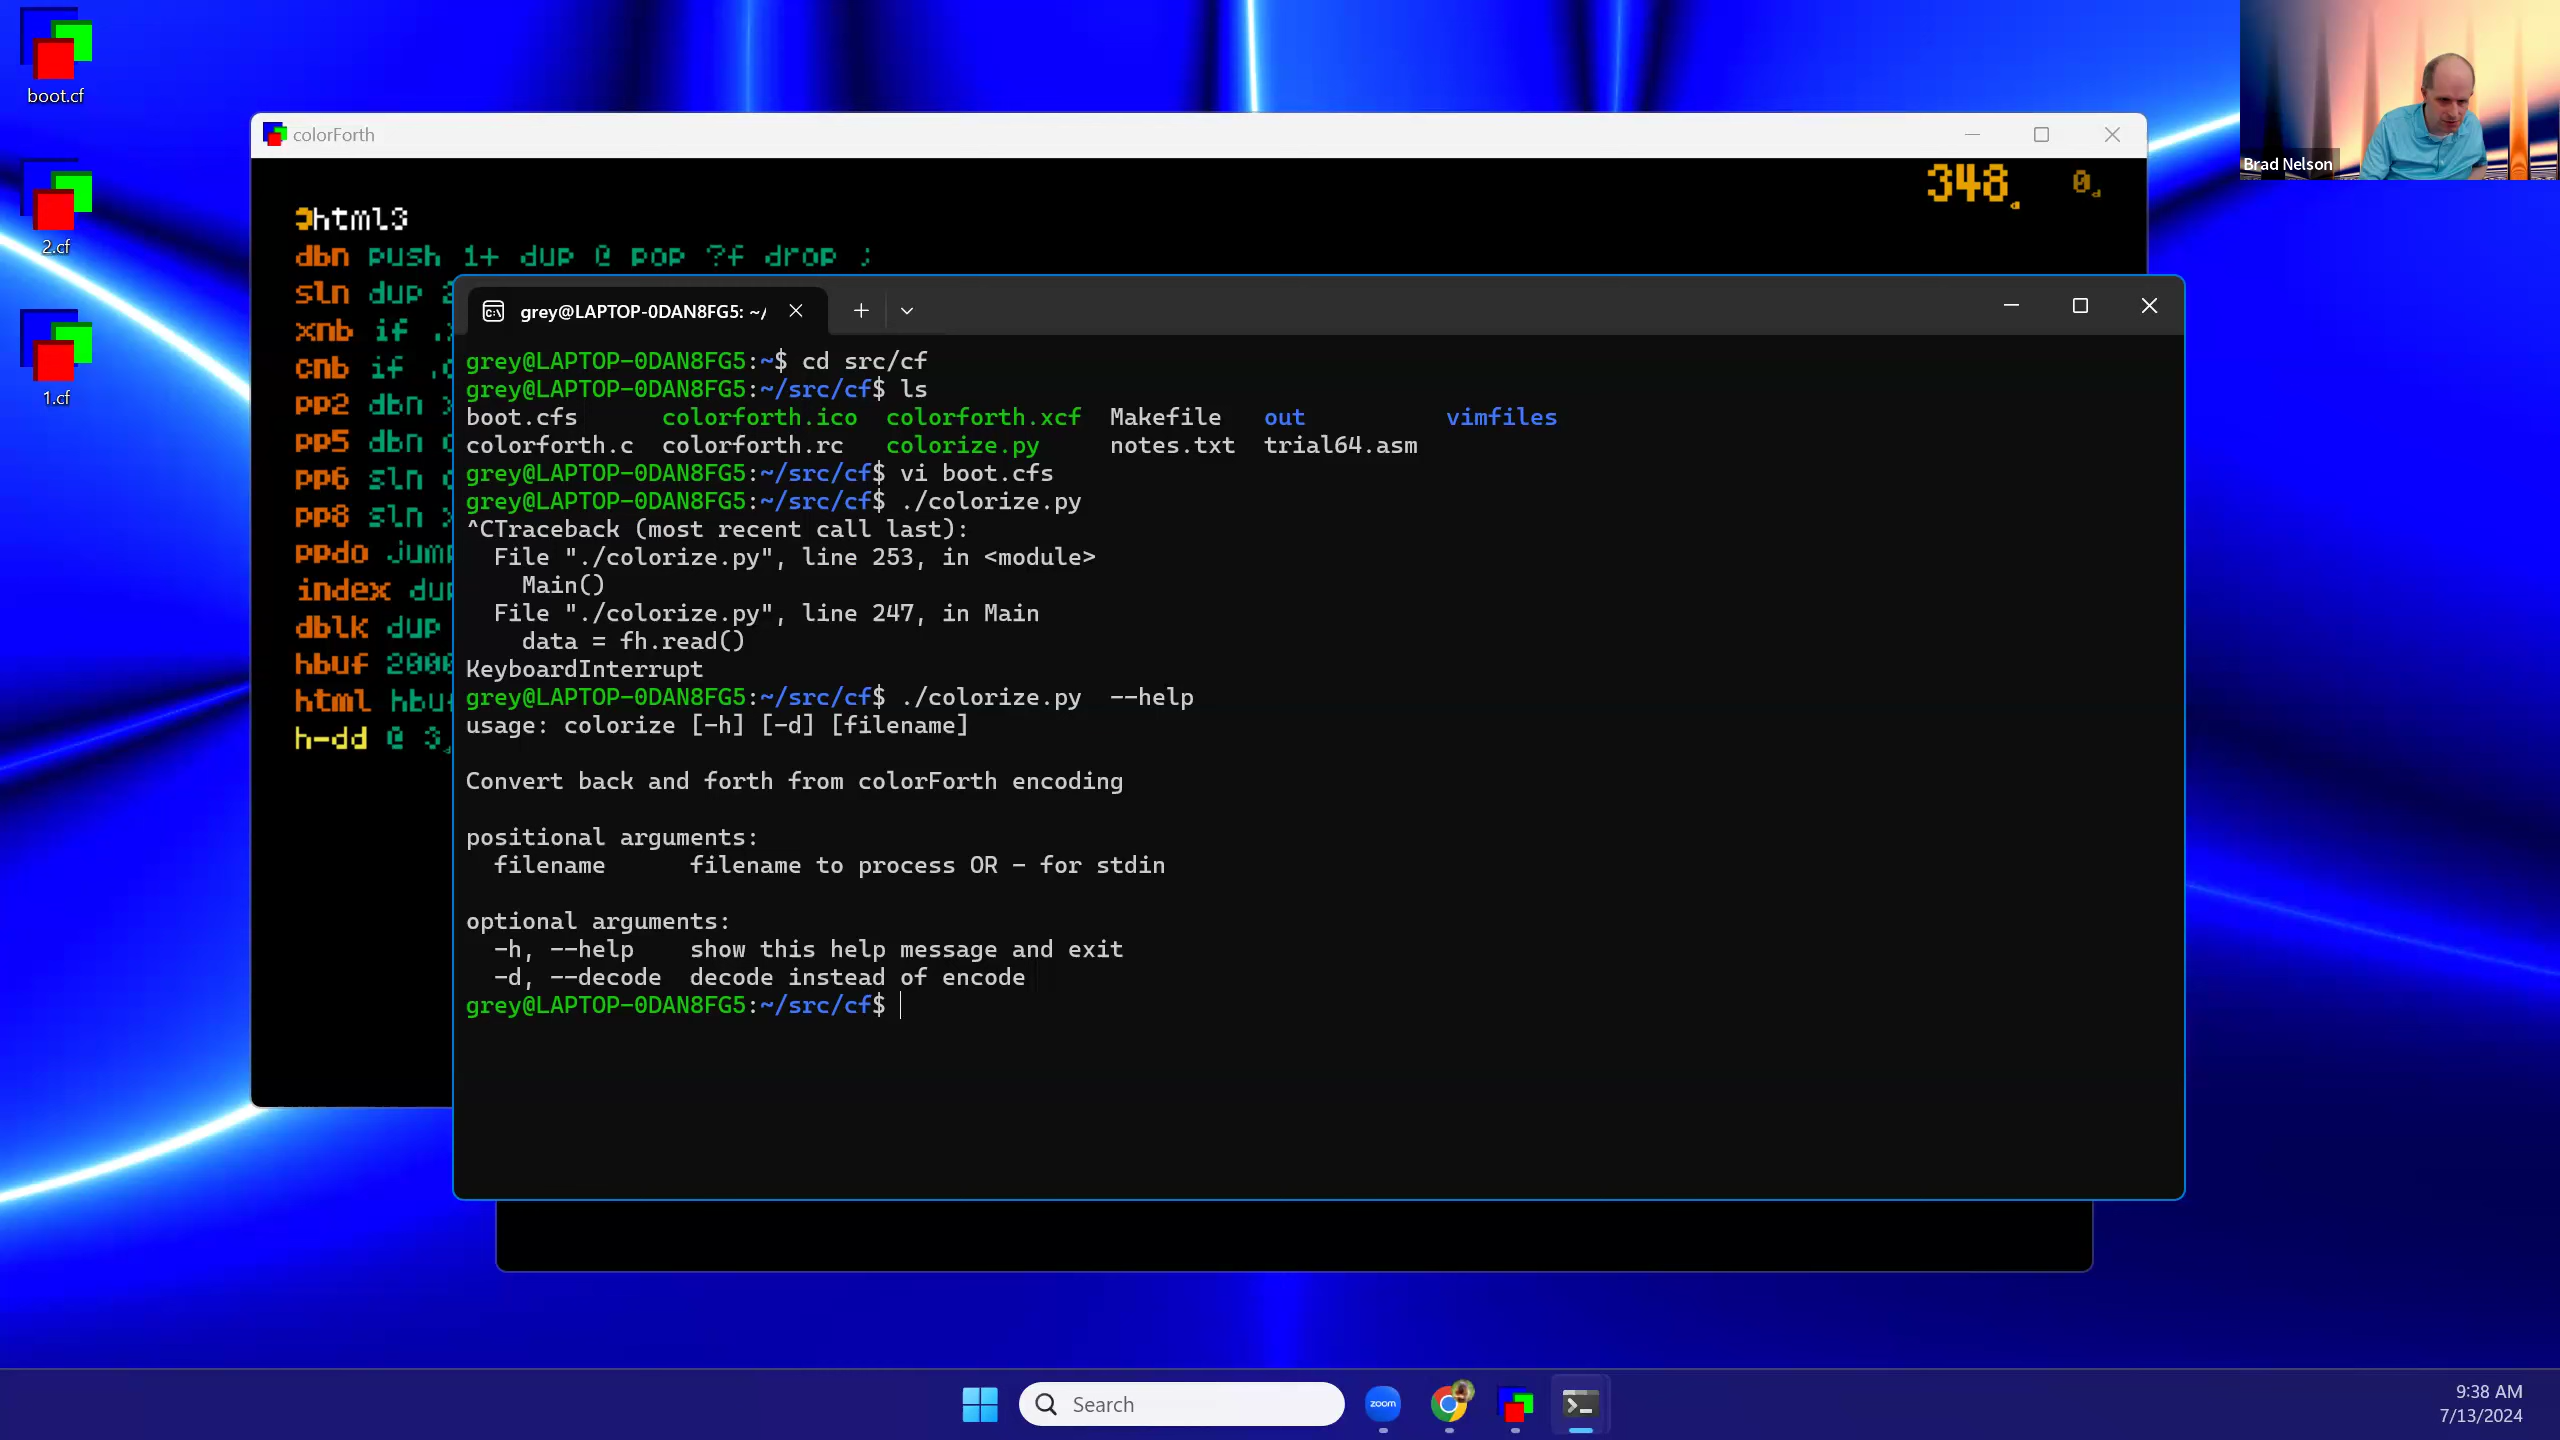 boot.cf
2.cf
1.cf
colorForth
348
0
html3
dbn push 1+ dup @ pop ?f drop ;
sln dup
xnb if
cnb if
pp2 dbn
pp5 dbn
pp6 sln
pp8 sln
ppdo jump
index dup
dblk dup
hbuf 2000
html hbuf
h-dd @ 3
Brad Nelson
grey@LAPTOP-0DAN8FG5: ~/
grey@LAPTOP-0DAN8FG5:~$ cd src/cf
grey@LAPTOP-0DAN8FG5:~/src/cf$ ls
boot.cfs colorforth.ico colorforth.xcf Makefile out vimfiles
colorforth.c colorforth.rc colorize.py notes.txt trial64.asm
grey@LAPTOP-0DAN8FG5:~/src/cf$ vi boot.cfs
grey@LAPTOP-0DAN8FG5:~/src/cf$ ./colorize.py
^CTraceback (most recent call last):
File "./colorize.py", line 253, in <module>
Main()
File "./colorize.py", line 247, in Main
data = fh.read()
KeyboardInterrupt
grey@LAPTOP-0DAN8FG5:~/src/cf$ ./colorize.py --help
usage: colorize [-h] [-d] [filename]
Convert back and forth from colorForth encoding
positional arguments:
filename filename to process OR - for stdin
optional arguments:
-h, --help show this help message and exit
-d, --decode decode instead of encode
grey@LAPTOP-0DAN8FG5:~/src/cf$
Search
zoom
9:38 AM
7/13/2024